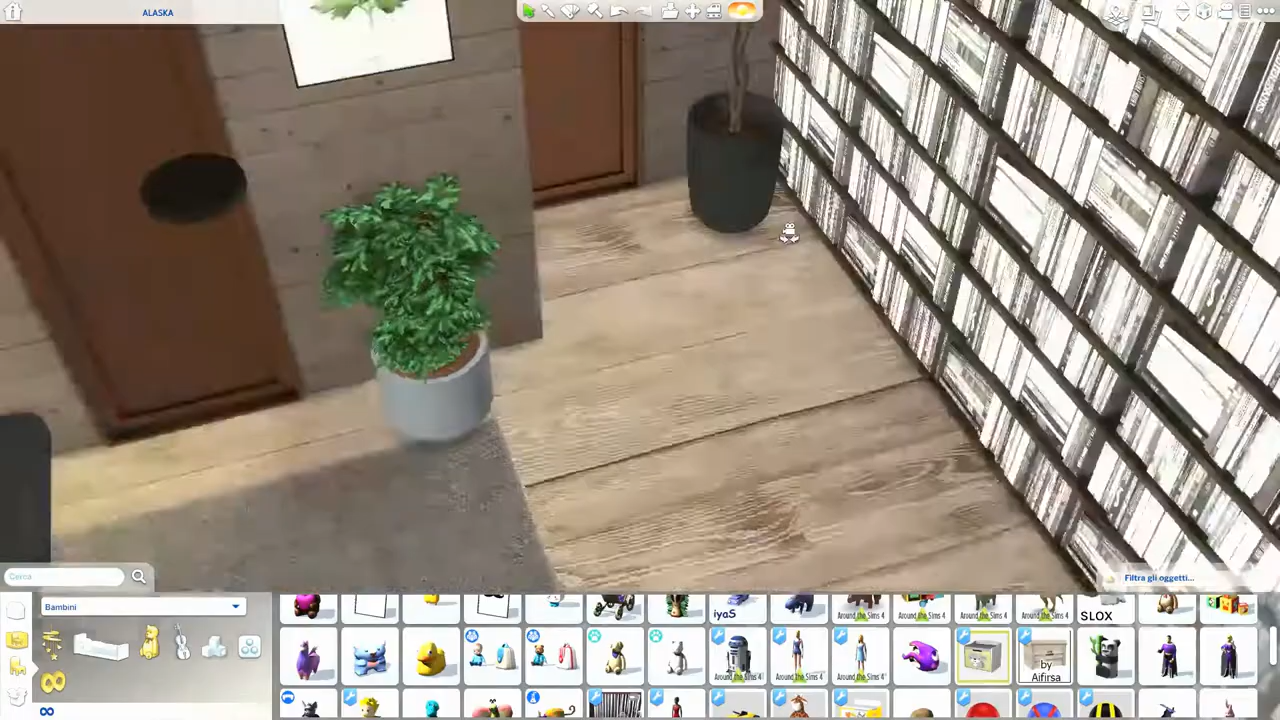 ALASKA
Cerca
Filtra gli oggetti...
Bambini
iyaS
Around the Sims 4
Around the Sims 4
Around the Sims 4
Around the Sims 4
SLOX
Around the Sims 4
Around the Sims 4
Around the Sims 4
by
Aifirsa